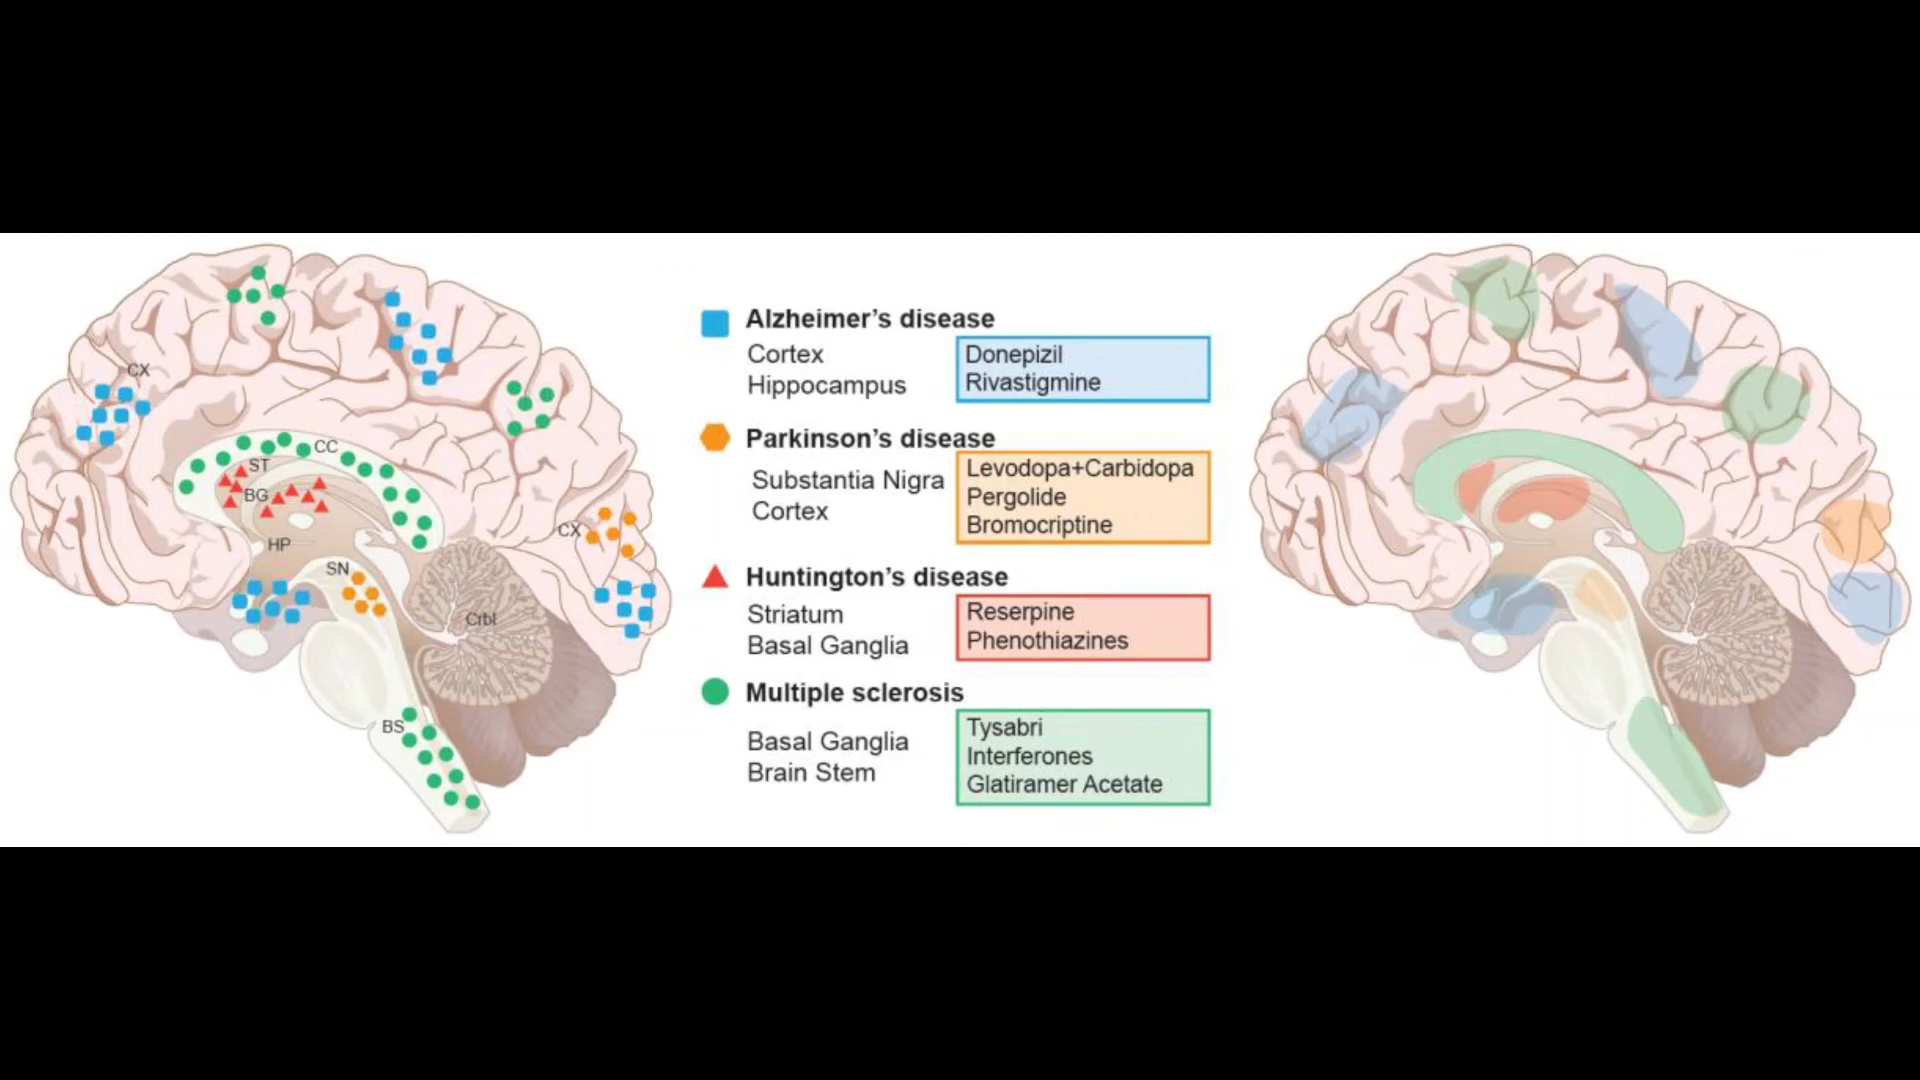 CX
CC
ST
BG
CX
HP
SN
Crbl
BS
Alzheimer's disease
Cortex
Hippocampus
Donepizil
Rivastigmine
Parkinson's disease
Substantia Nigra
Cortex
Levodopa+Carbidopa
Pergolide
Bromocriptine
Huntington's disease
Striatum
Basal Ganglia
Reserpine
Phenothiazines
Multiple sclerosis
Basal Ganglia
Brain Stem
Tysabri
Interferones
Glatiramer Acetate